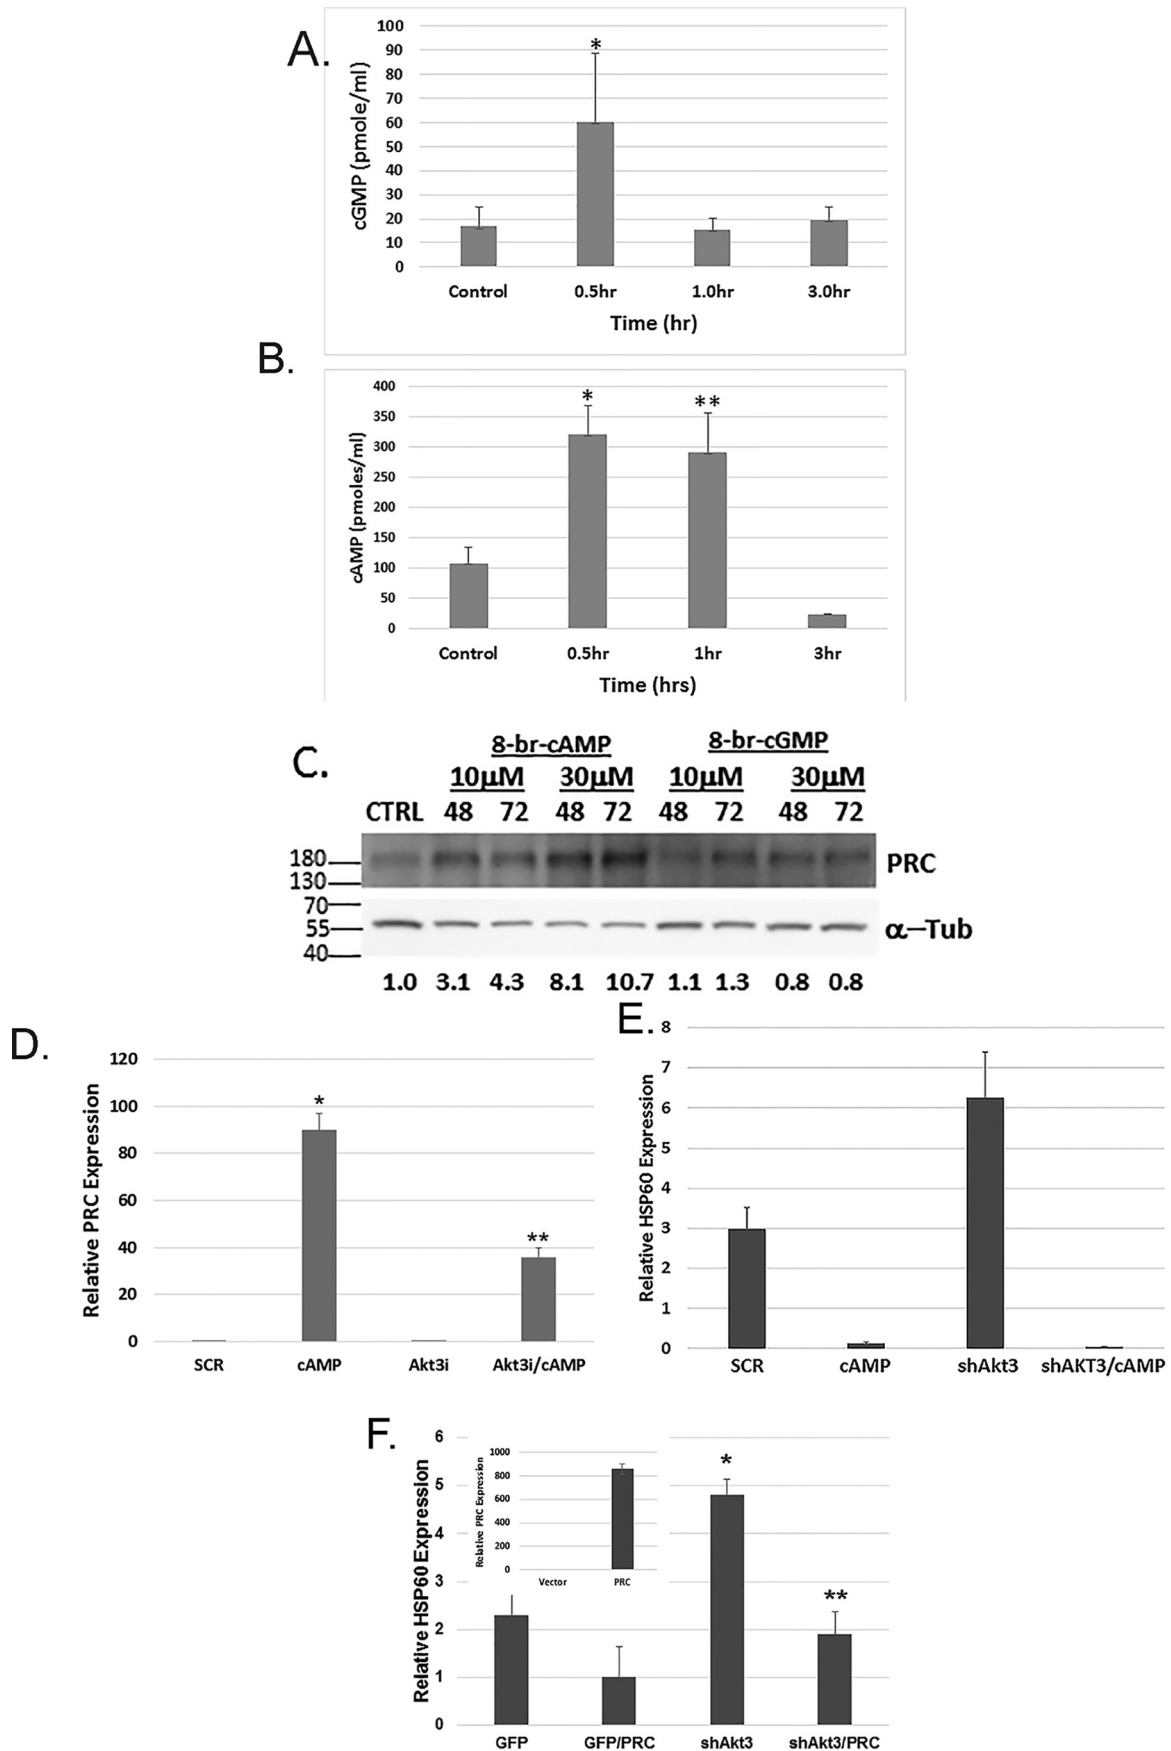 A.
100
90
80
70
60
50
40
30
20
10
0
cGMP (pmole/ml)
*
Control 0.5hr 1.0hr 3.0hr
Time (hr)
B.
400
350
300
250
200
150
100
50
0
cAMP (pmoles/ml)
* **
Control 0.5hr 1hr 3hr
Time (hrs)
C.
8-br-cAMP 8-br-cGMP
10µM 30µM 10µM 30µM
CTRL 48 72 48 72 48 72 48 72
180
130
PRC
70
55
40
α–Tub
1.0 3.1 4.3 8.1 10.7 1.1 1.3 0.8 0.8
D.
120
100
80
60
40
20
0
Relative PRC Expression
*
**
SCR cAMP Akt3i Akt3i/cAMP
E.
8
7
6
5
4
3
2
1
0
Relative HSP60 Expression
SCR cAMP shAkt3 shAKT3/cAMP
F.
6
5
4
3
2
1
0
Relative HSP60 Expression
1000
800
600
400
200
0
Relative PRC Expression
Vector PRC
*
**
GFP GFP/PRC shAkt3 shAkt3/PRC